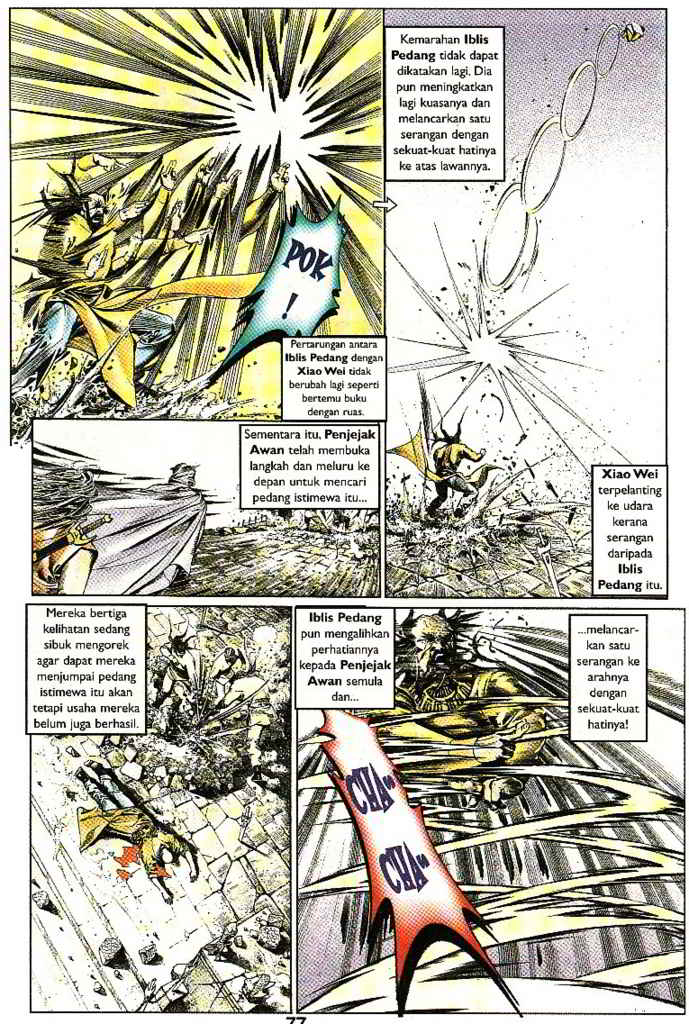 POK
!
Pertarungan antara
Iblis Pedang dengan
Xiao Wei tidak
berubah lagi seperti
bertemu buku
dengan ruas.
Kemarahan Iblis
Pedang tidak dapat
dikatakan lagi. Dia
pun meningkatkan
lagi kuasanya dan
melancarkan satu
serangan dengan
sekuat-kuat hatinya
ke atas lawannya.
Xiao Wei
terpelanting
ke udara
kerana
serangan
daripada
Iblis
Pedang itu.
Sementara itu, Penjejak
Awan telah membuka
langkah dan meluru ke
depan untuk mencari
pedang istimewa itu...
Mereka bertiga
kelihatan sedang
sibuk mengorek
agar dapat mereka
menjumpai pedang
istimewa itu akan
tetapi usaha mereka
belum juga berhasil.
Iblis Pedang
pun mengalihkan
perhatiannya
kepada Penjejak
Awan semula
dan...
...melancar-
kan satu
serangan ke
arahnya
dengan
sekuat-kuat
hatinya!
CHA"
CHA"
77